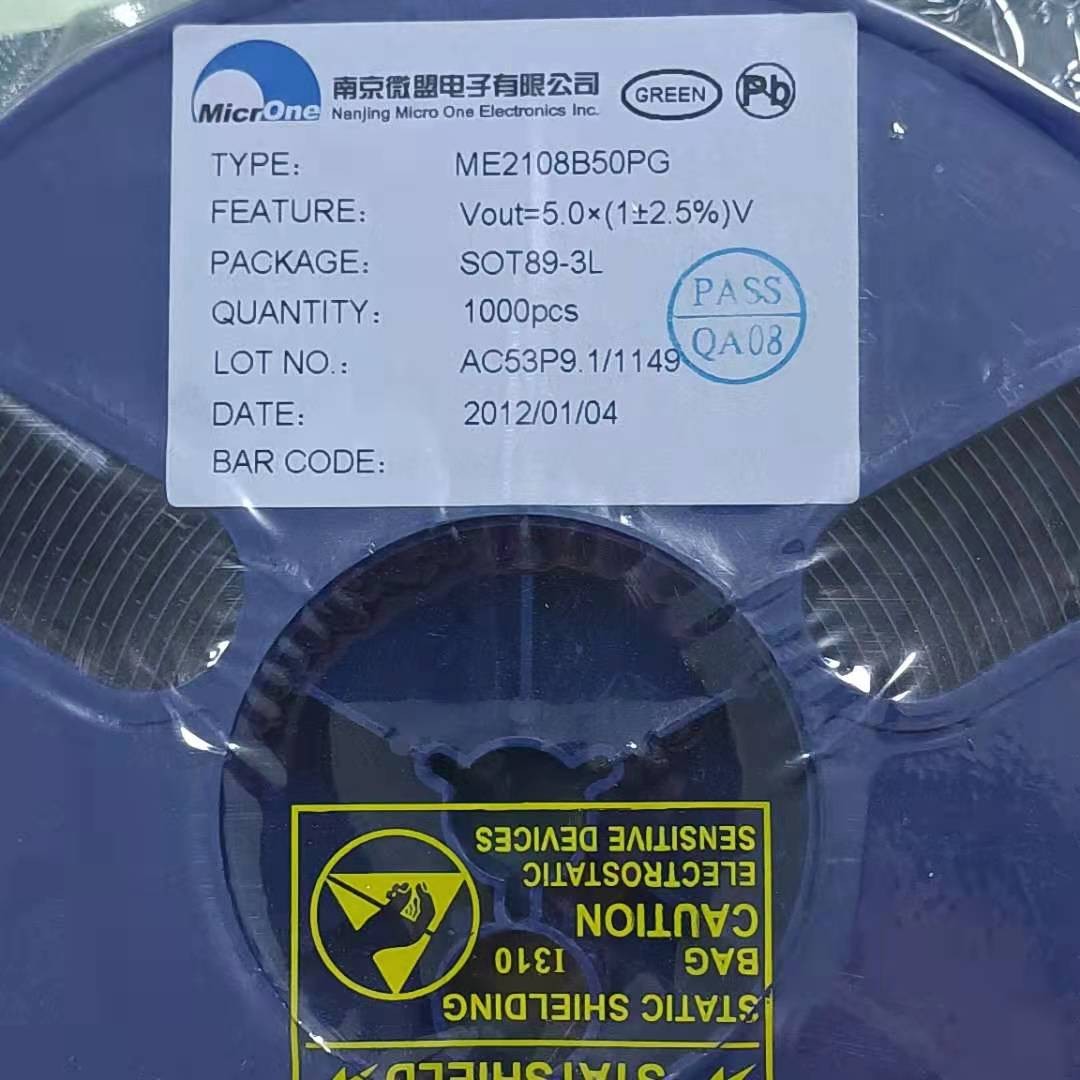 MicrOne
南京微盟电子有限公司
Nanjing Micro One Electronics Inc.
GREEN
Pb
TYPE: ME2108B50PG
FEATURE: Vout=5.0×(1±2.5%)V
PACKAGE: SOT89-3L
QUANTITY: 1000pcs
LOT NO.: AC53P9.1/1149
DATE: 2012/01/04
BAR CODE:
PASS
QA08
STATSHIELD
STATIC SHIELDING
BAG 1310
CAUTION
ELECTROSTATIC
SENSITIVE DEVICES